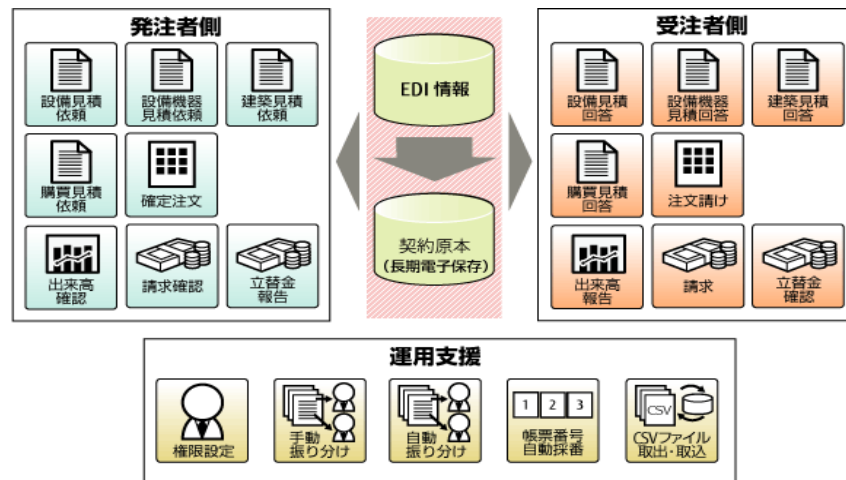 発注者側
設備見積
依頼
設備機器
見積依頼
建築見積
依頼
購買見積
依頼
確定注文
出来高
確認
請求確認
立替金
報告
EDI 情報
契約原本
(長期電子保存)
受注者側
設備見積
回答
設備機器
見積回答
建築見積
回答
購買見積
回答
注文請け
出来高
報告
請求
立替金
確認
運用支援
権限設定
手動
振り分け
自動
振り分け
1 2 3
帳票番号
自動採番
CSV
CSVファイル
取出・取込